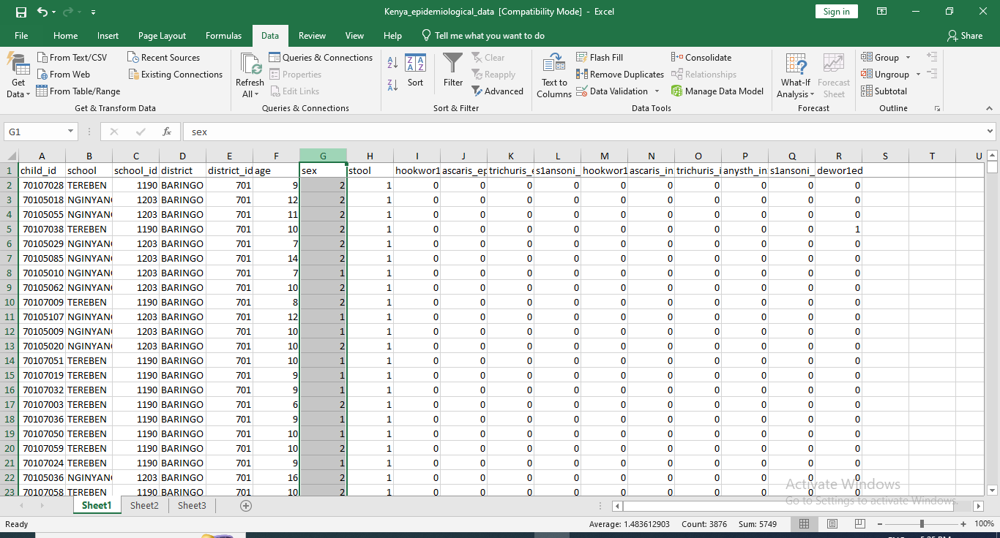 Kenya_epidemiological_data [Compatibility Mode] - Excel Sign in
File Home Insert Page Layout Formulas Data Review View Help Tell me what you want to do Share
Get Data
From Text/CSV
From Web
From Table/Range
Recent Sources
Existing Connections
Get & Transform Data
Refresh All
Queries & Connections
Properties
Edit Links
Queries & Connections
Sort
Filter
Clear
Reapply
Advanced
Sort & Filter
Text to Columns
Flash Fill
Remove Duplicates
Data Validation
Consolidate
Relationships
Manage Data Model
Data Tools
What-If Analysis
Forecast Sheet
Forecast
Group
Ungroup
Subtotal
Outline
G1 fx sex
A B C D E F G H I J K L M N O P Q R S T U
1 child_id school school_id district district_id age sex stool hookwor1 ascaris_ep trichuris_e s1ansoni_ hookwor1 ascaris_in trichuris_i anysth_in s1ansoni_ dewor1ed
2 70107028 TEREBEN 1190 BARINGO 701 9 2 1 0 0 0 0 0 0 0 0 0 0
3 70105018 NGINYAN 1203 BARINGO 701 12 2 1 0 0 0 0 0 0 0 0 0 0
4 70105055 NGINYAN 1203 BARINGO 701 11 2 1 0 0 0 0 0 0 0 0 0 0
5 70107038 TEREBEN 1190 BARINGO 701 10 2 1 0 0 0 0 0 0 0 0 0 1
6 70105029 NGINYAN 1203 BARINGO 701 7 2 1 0 0 0 0 0 0 0 0 0 0
7 70105085 NGINYAN 1203 BARINGO 701 14 2 1 0 0 0 0 0 0 0 0 0 0
8 70105010 NGINYAN 1203 BARINGO 701 7 1 1 0 0 0 0 0 0 0 0 0 0
9 70105062 NGINYAN 1203 BARINGO 701 10 2 1 0 0 0 0 0 0 0 0 0 0
10 70107009 TEREBEN 1190 BARINGO 701 8 2 1 0 0 0 0 0 0 0 0 0 0
11 70105107 NGINYAN 1203 BARINGO 701 12 1 1 0 0 0 0 0 0 0 0 0 0
12 70105009 NGINYAN 1203 BARINGO 701 10 1 1 0 0 0 0 0 0 0 0 0 0
13 70105020 NGINYAN 1203 BARINGO 701 10 2 1 0 0 0 0 0 0 0 0 0 0
14 70107051 TEREBEN 1190 BARINGO 701 10 1 1 0 0 0 0 0 0 0 0 0 0
15 70107019 TEREBEN 1190 BARINGO 701 9 1 1 0 0 0 0 0 0 0 0 0 0
16 70107032 TEREBEN 1190 BARINGO 701 9 1 1 0 0 0 0 0 0 0 0 0 0
17 70107003 TEREBEN 1190 BARINGO 701 6 2 1 0 0 0 0 0 0 0 0 0 0
18 70107036 TEREBEN 1190 BARINGO 701 9 1 1 0 0 0 0 0 0 0 0 0 0
19 70107050 TEREBEN 1190 BARINGO 701 10 1 1 0 0 0 0 0 0 0 0 0 0
20 70107059 TEREBEN 1190 BARINGO 701 10 2 1 0 0 0 0 0 0 0 0 0 0
21 70107024 TEREBEN 1190 BARINGO 701 9 1 1 0 0 0 0 0 0 0 0 0 0
22 70105036 NGINYAN 1203 BARINGO 701 16 2 1 0 0 0 0 0 0 0 0 0 0
23 70107058 TEREBEN 1190 BARINGO 701 10 2 1 0 0 0 0 0 0 0 0 0 0
Activate Windows
Go to Settings to activate Windows.
Sheet1 Sheet2 Sheet3
Ready Average: 1.483612903 Count: 3876 Sum: 5749 100%